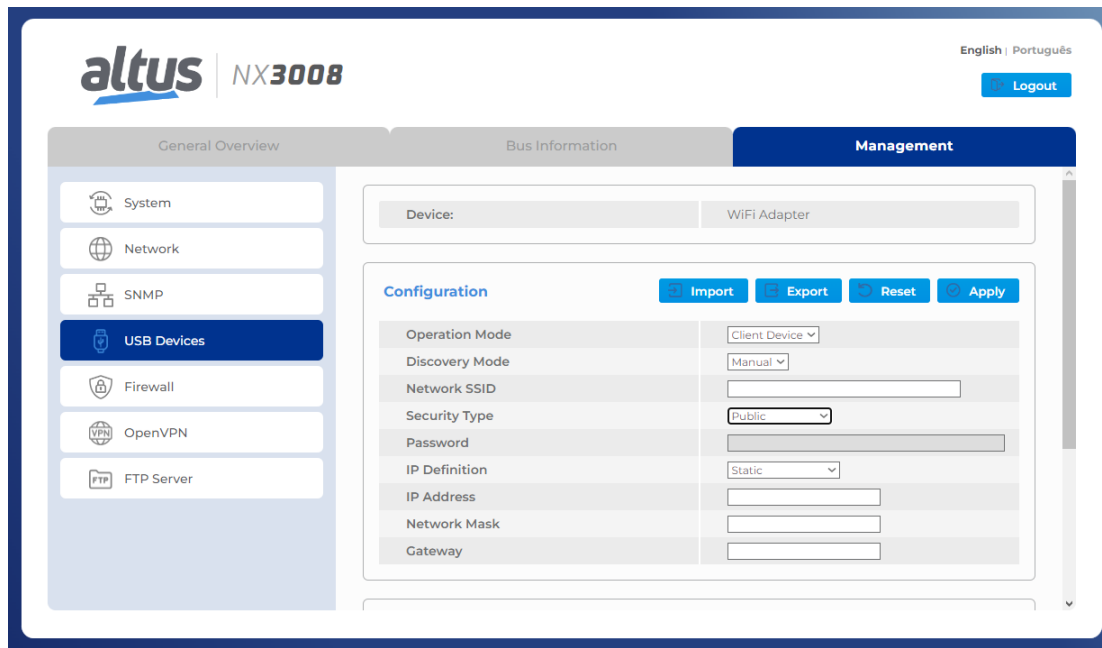 English | Português
altus NX3008
Logout
General Overview Bus Information Management
System
Network
SNMP
USB Devices
Firewall
VPN OpenVPN
FTP FTP Server
Device: WiFi Adapter
Configuration Import Export Reset Apply
Operation Mode Client Device
Discovery Mode Manual
Network SSID
Security Type Public
Password
IP Definition Static
IP Address
Network Mask
Gateway